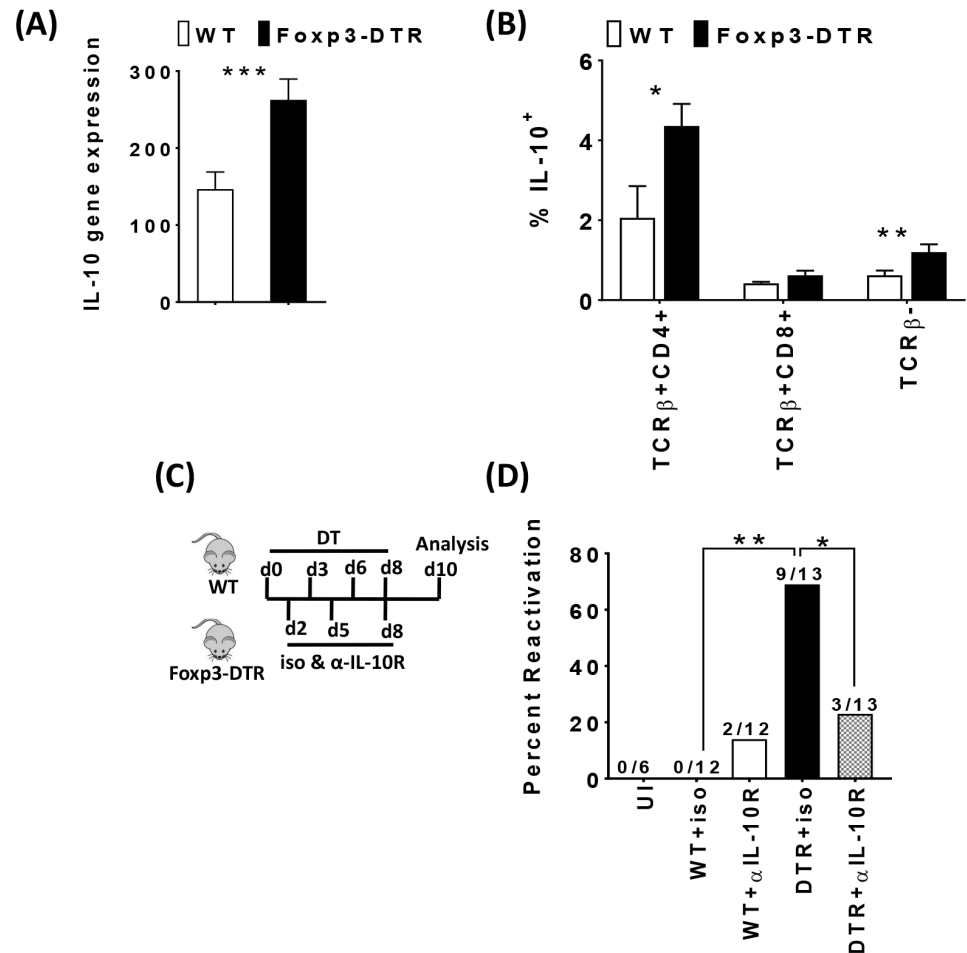 (A)
WT Foxp3-DTR
IL-10 gene expression
300
200
100
0
***
(B)
WT Foxp3-DTR
% IL-10+
6
4
2
0
*
**
TCRβ+CD4+
TCRβ+CD8+
TCRβ-
(C)
WT
Foxp3-DTR
DT
Analysis
d0 d3 d6 d8 d10
d2 d5 d8
iso & α-IL-10R
(D)
Percent Reactivation
80
60
40
20
0
** *
0/6
0/12
2/12
9/13
3/13
UI
WT+iso
WT+αIL-10R
DTR+iso
DTR+αIL-10R